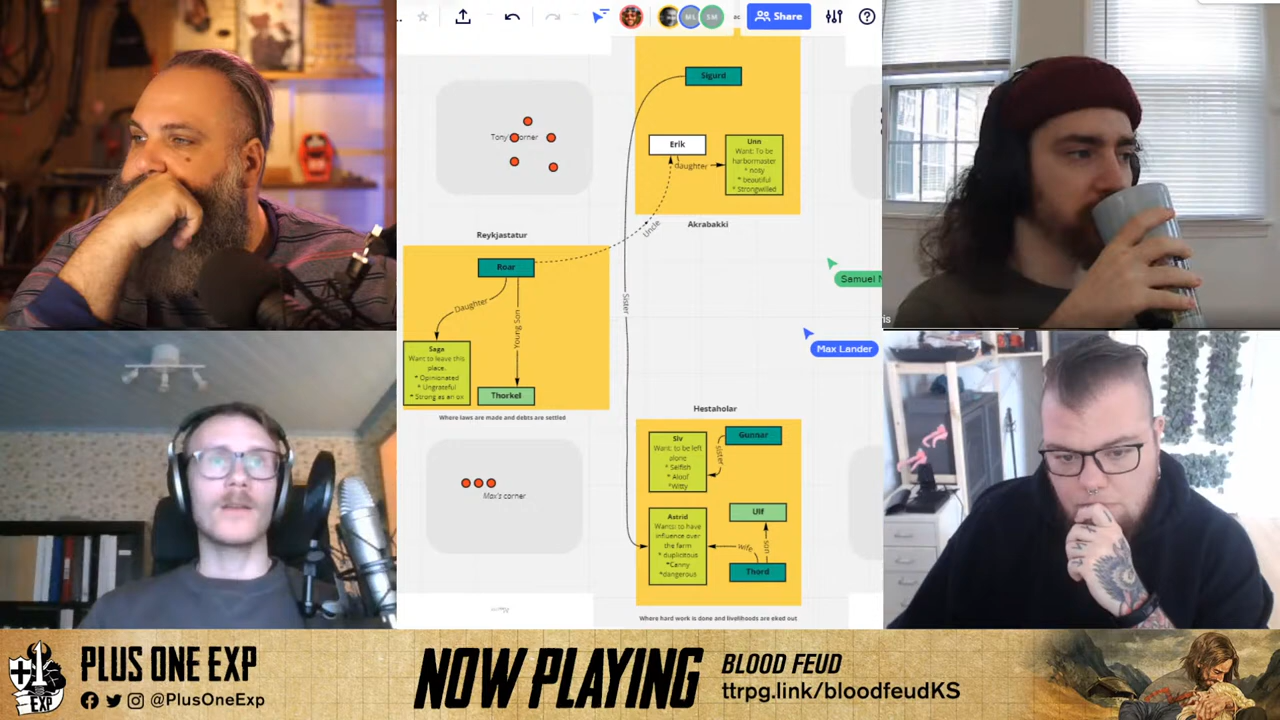 ML
SM
Share
Sigurd
Tony's corner
Erik
daughter
Unn
Want: To be
harbormaster
* nosy
* beautiful
* Strongwilled
Uncle
Akrabakki
Reykjastatur
Roar
Daughter
Young Son
Sister
Saga
Want to leave this
place.
* Opinionated
* Ungrateful
* Strong as an ox
Thorkel
Where laws are made and debts are settled
Samuel
Max Lander
ris
Hestaholar
Siv
Want: to be left
alone
* Selfish
* Aloof
*Witty
sister
Gunnar
Max's corner
Astrid
Wants: to have
influence over
the farm
* duplicitous
*Canny
*dangerous
Ulf
wife
son
Thord
Where hard work is done and livelihoods are eked out
EXP
PLUS ONE EXP
@PlusOneExp
NOW PLAYING
BLOOD FEUD
ttrpg.link/bloodfeudKS